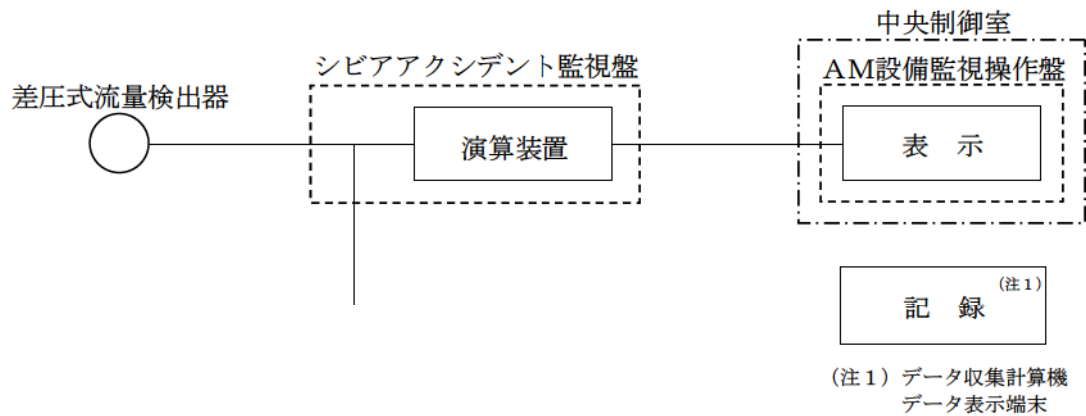 中央制御室
シビアアクシデント監視盤
AM設備監視操作盤
差圧式流量検出器
演算装置
表 示
記 録 (注1)
(注1) データ収集計算機
データ表示端末